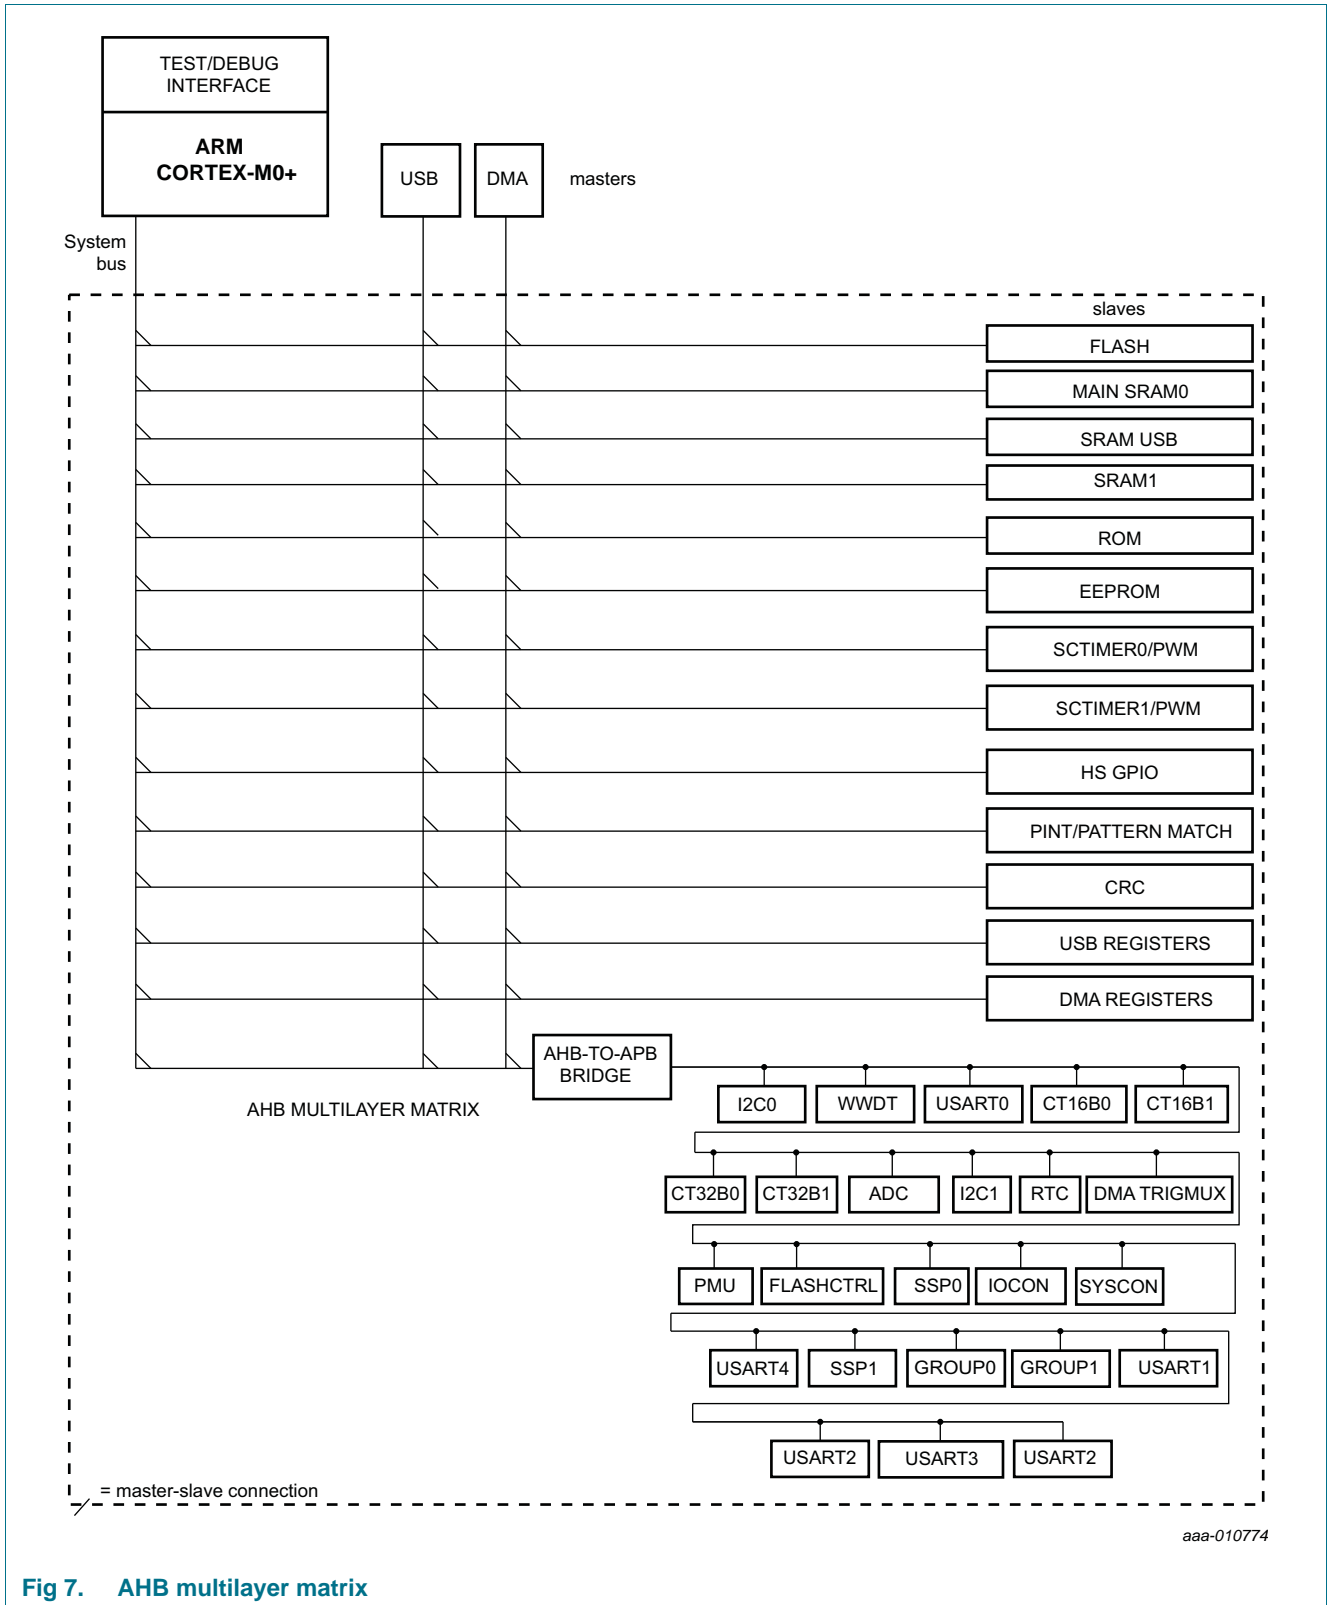 TEST/DEBUG
INTERFACE
ARM
CORTEX-M0+
USB
DMA
masters
System
bus
slaves
FLASH
MAIN SRAM0
SRAM USB
SRAM1
ROM
EEPROM
SCTIMER0/PWM
SCTIMER1/PWM
HS GPIO
PINT/PATTERN MATCH
CRC
USB REGISTERS
DMA REGISTERS
AHB-TO-APB
BRIDGE
AHB MULTILAYER MATRIX
I2C0
WWDT
USART0
CT16B0
CT16B1
CT32B0
CT32B1
ADC
I2C1
RTC
DMA TRIGMUX
PMU
FLASHCTRL
SSP0
IOCON
SYSCON
USART4
SSP1
GROUP0
GROUP1
USART1
USART2
USART3
USART2
= master-slave connection
aaa-010774
Fig 7. AHB multilayer matrix